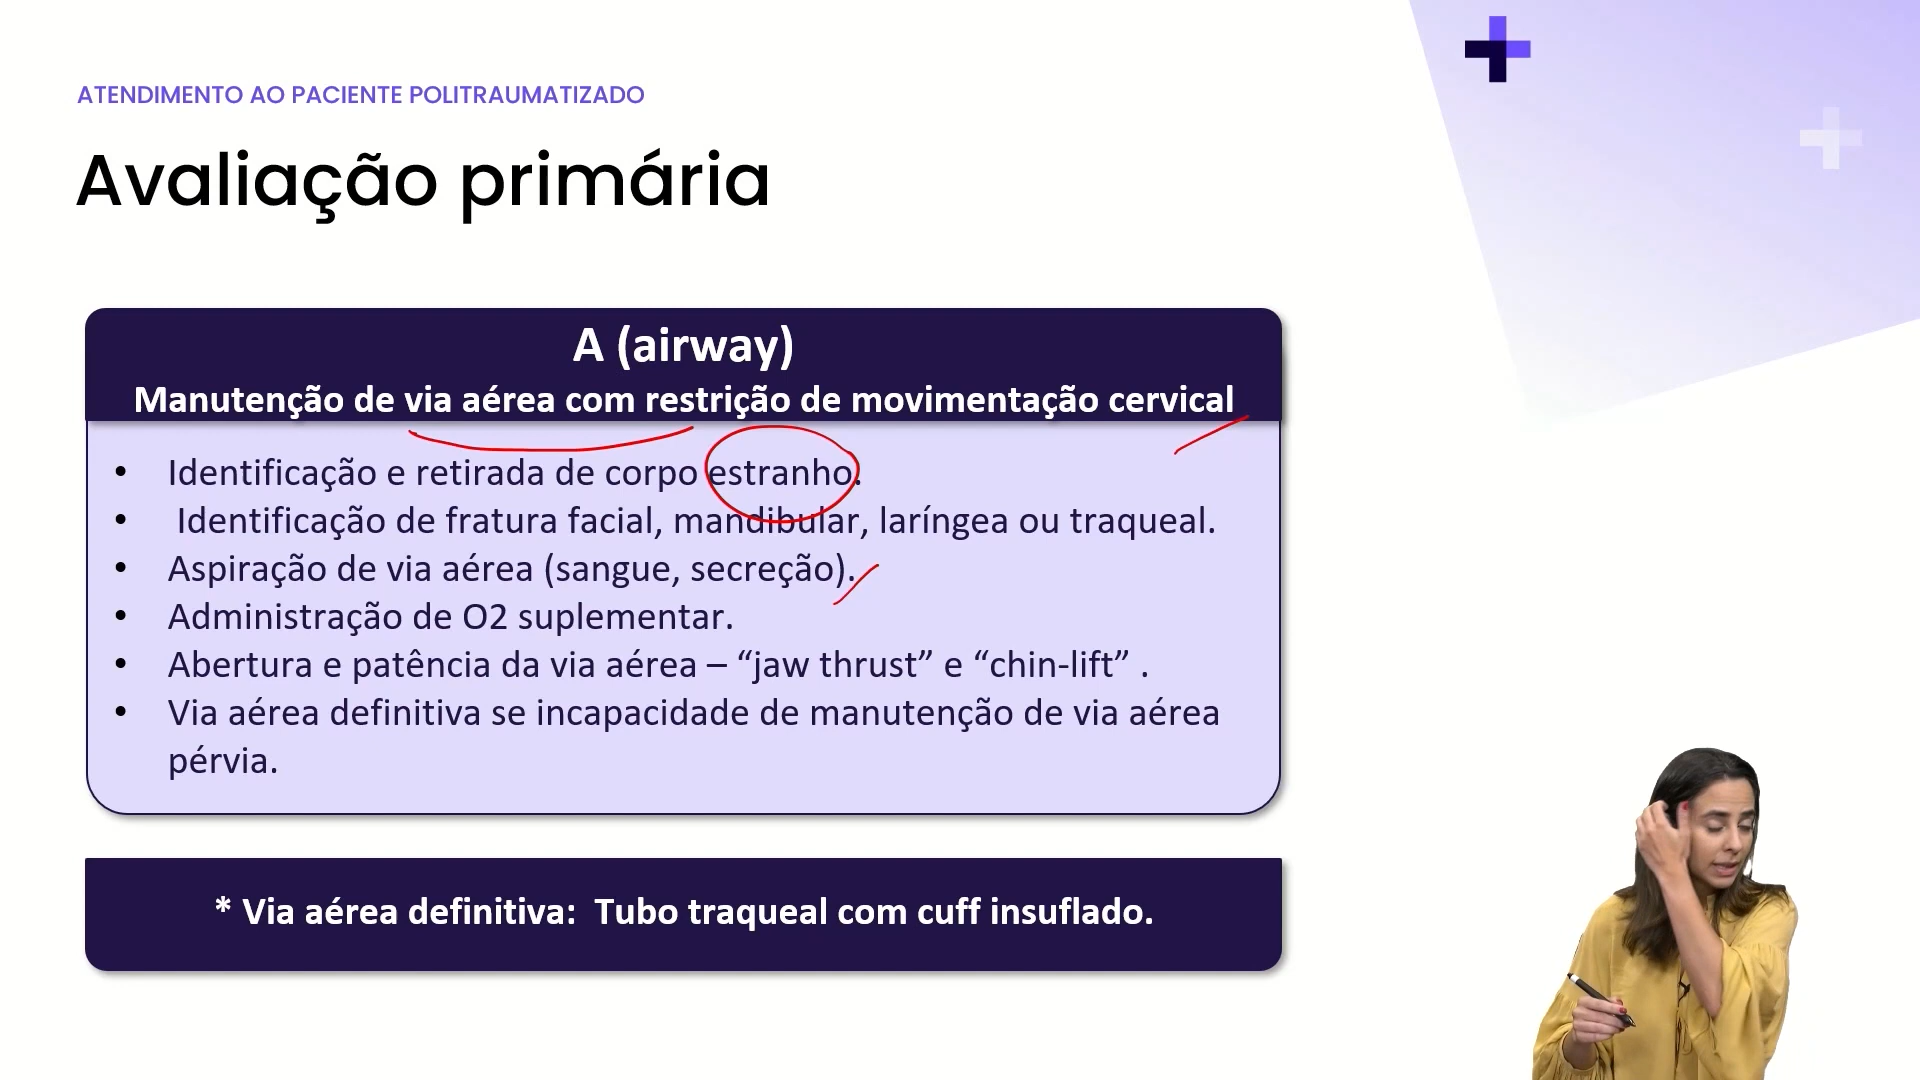 ATENDIMENTO AO PACIENTE POLITRAUMATIZADO
Avaliação primária
A (airway)
Manutenção de via aérea com restrição de movimentação cervical
• Identificação e retirada de corpo estranho.
• Identificação de fratura facial, mandibular, laríngea ou traqueal.
• Aspiração de via aérea (sangue, secreção).
• Administração de O2 suplementar.
• Abertura e patência da via aérea – “jaw thrust” e “chin-lift” .
• Via aérea definitiva se incapacidade de manutenção de via aérea
pérvia.
* Via aérea definitiva: Tubo traqueal com cuff insuflado.